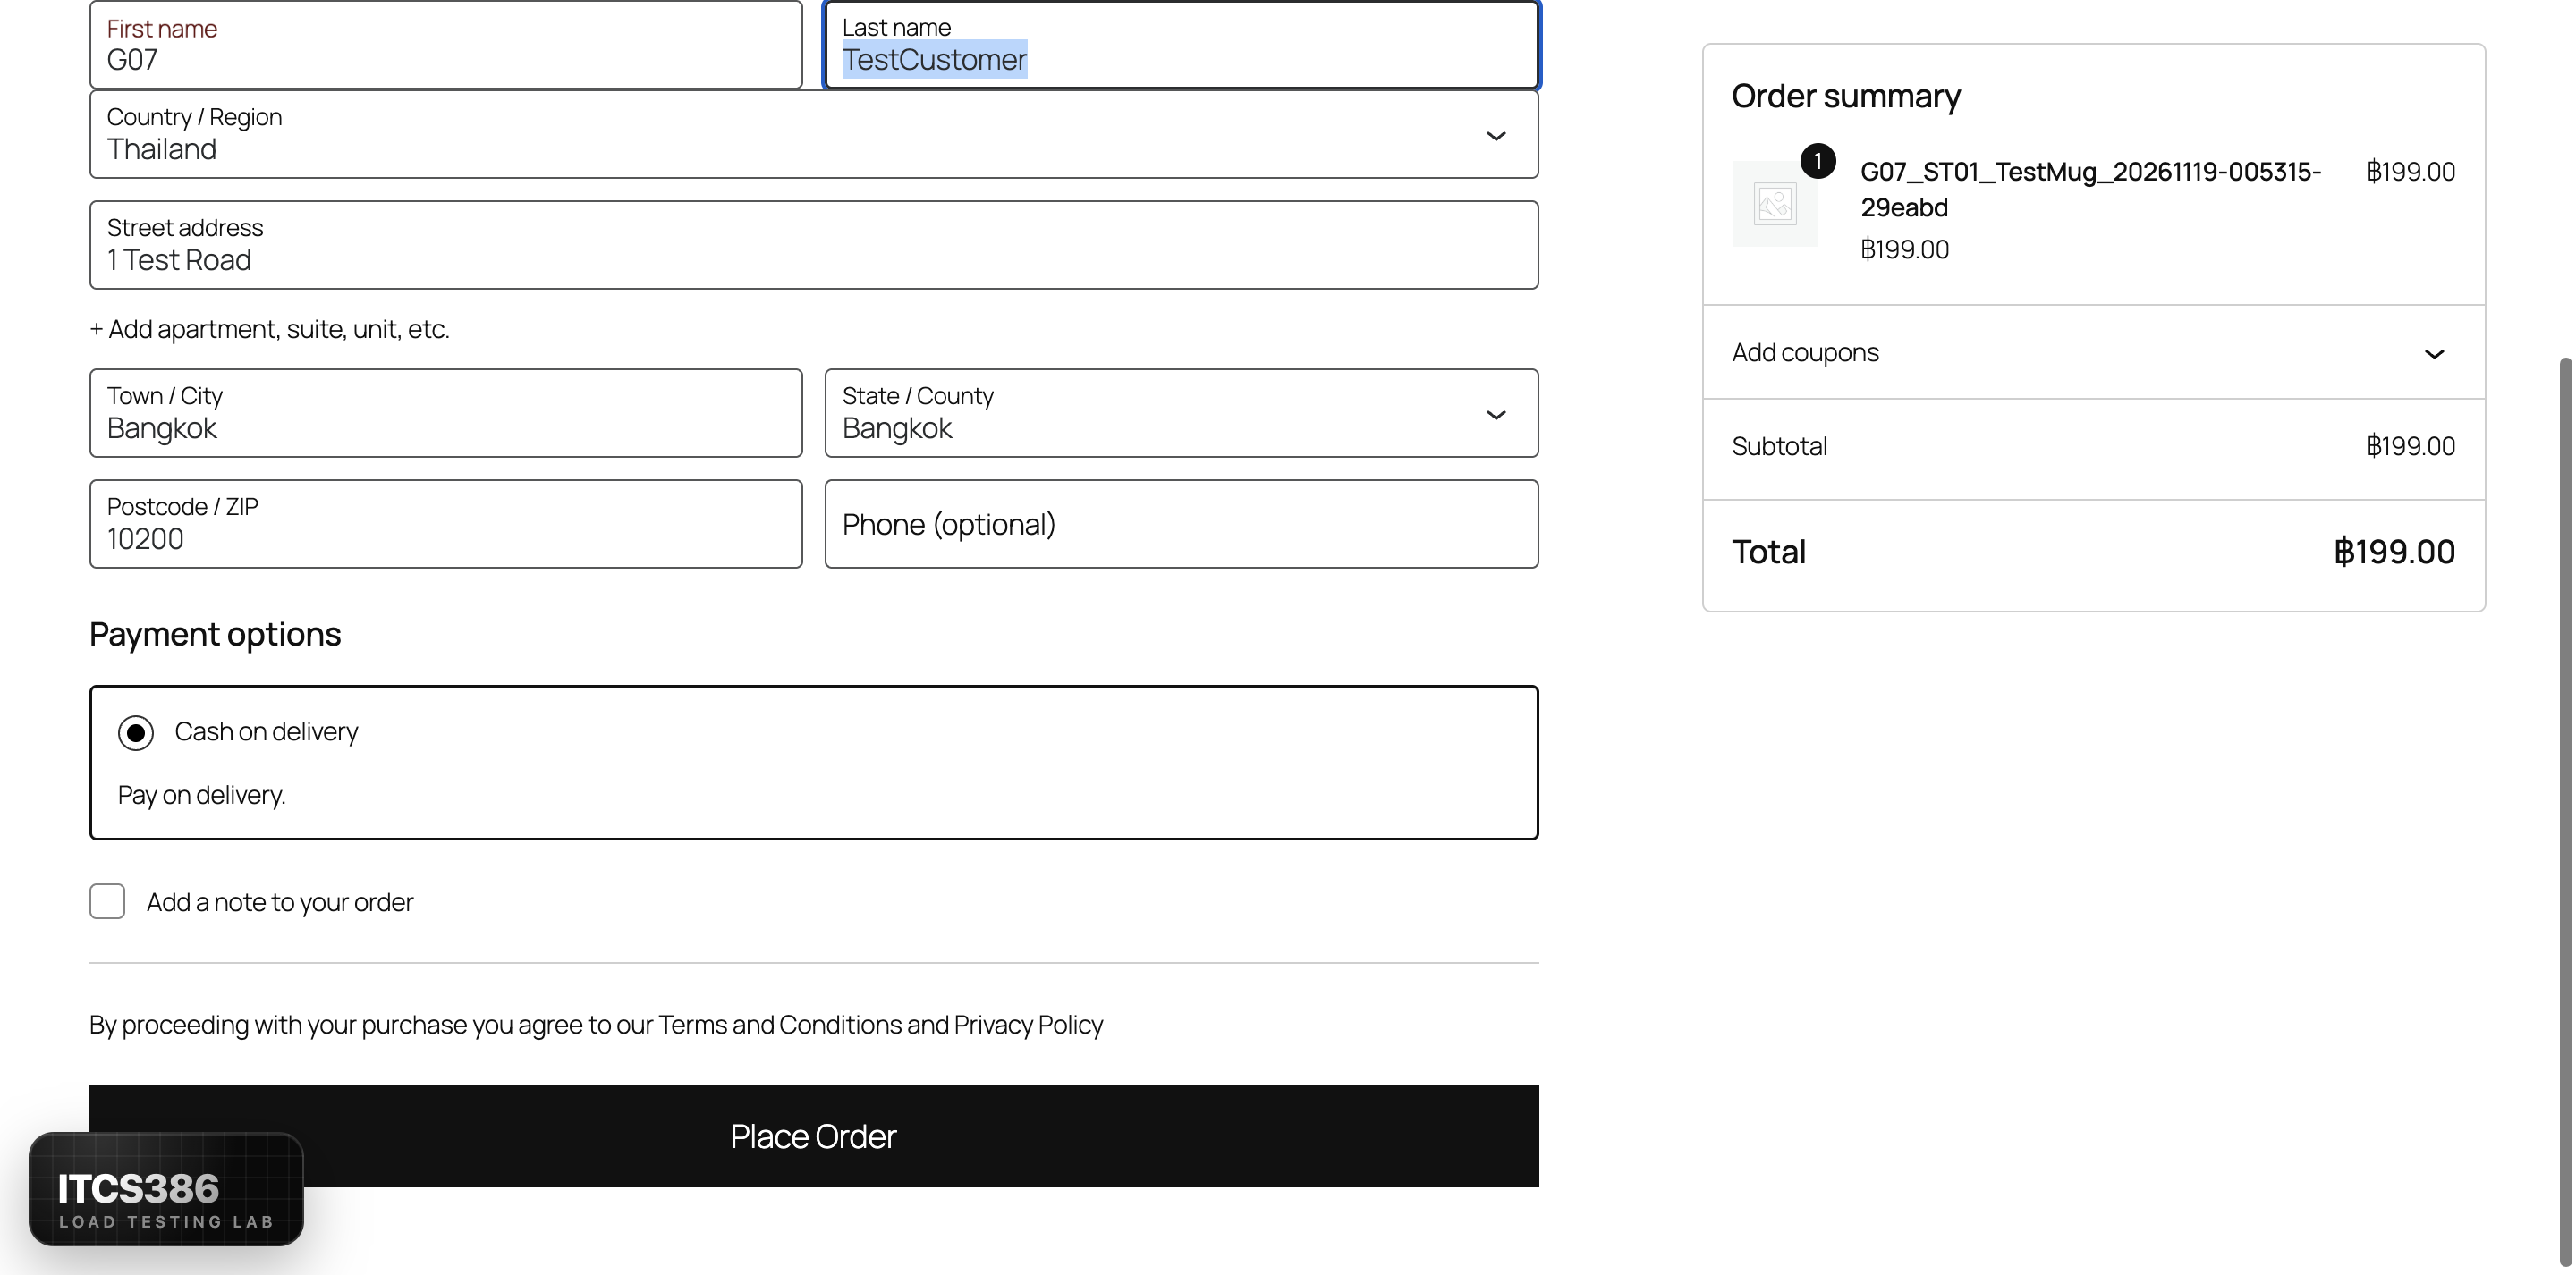 First name
G07
Last name
TestCustomer
Country / Region
Thailand
Street address
1 Test Road
+ Add apartment, suite, unit, etc.
Town / City
Bangkok
State / County
Bangkok
Postcode / ZIP
10200
Phone (optional)
Payment options
Cash on delivery
Pay on delivery.
Add a note to your order
By proceeding with your purchase you agree to our Terms and Conditions and Privacy Policy
Place Order
ITCS386
LOAD TESTING LAB
Order summary
1
G07_ST01_TestMug_20261119-005315-
29eabd
฿199.00
฿199.00
Add coupons
Subtotal
฿199.00
Total
฿199.00